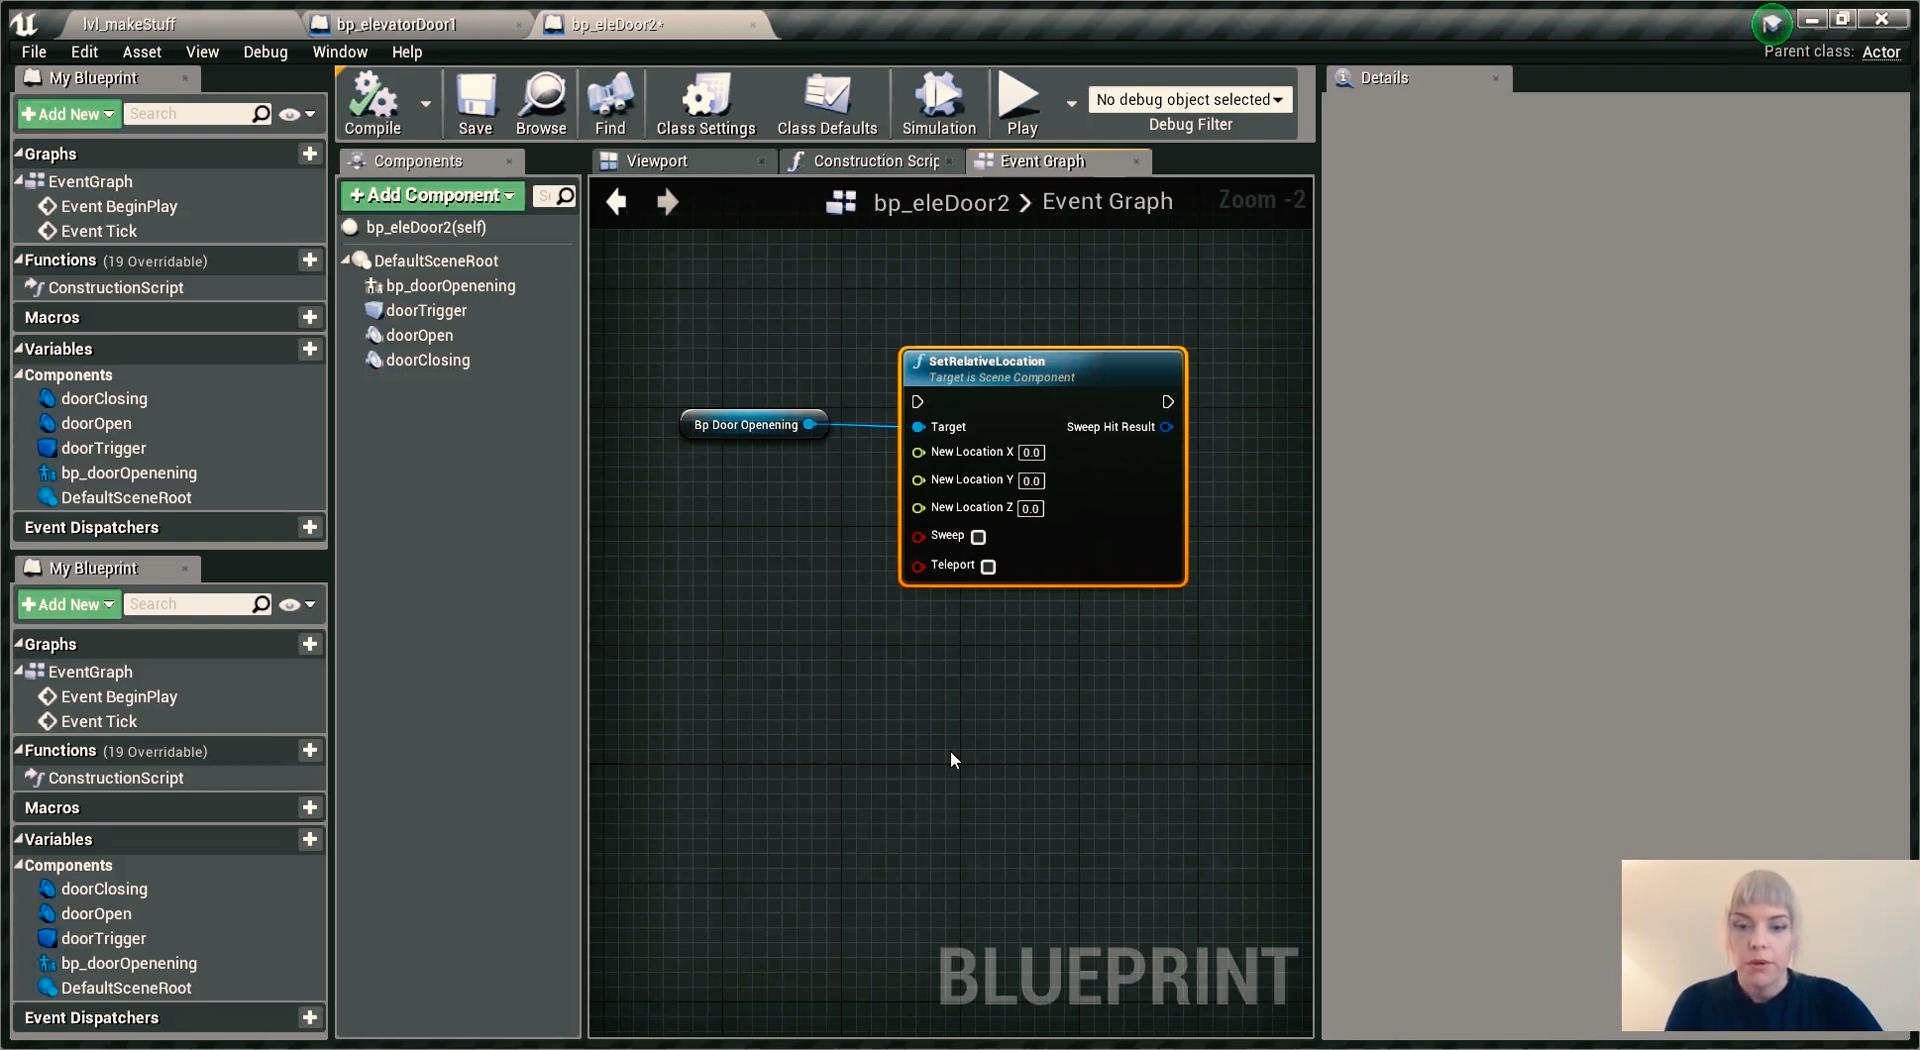 lvl_makeStuff
bp_elevatorDoor1
bp_eleDoor2*
File Edit Asset View Debug Window Help
Parent class: Actor
My Blueprint
Add New
Search
Graphs
EventGraph
Event BeginPlay
Event Tick
Functions (19 Overridable)
ConstructionScript
Macros
Variables
Components
doorClosing
doorOpen
doorTrigger
bp_doorOpenening
DefaultSceneRoot
Event Dispatchers
My Blueprint
Add New
Search
Graphs
EventGraph
Event BeginPlay
Event Tick
Functions (19 Overridable)
ConstructionScript
Macros
Variables
Components
doorClosing
doorOpen
doorTrigger
bp_doorOpenening
DefaultSceneRoot
Event Dispatchers
Compile
Save
Browse
Find
Class Settings
Class Defaults
Simulation
Play
No debug object selected
Debug Filter
Components
+ Add Component
bp_eleDoor2(self)
DefaultSceneRoot
bp_doorOpenening
doorTrigger
doorOpen
doorClosing
Viewport
Construction Scrip
Event Graph
bp_eleDoor2 > Event Graph
Zoom -2
Bp Door Openening
SetRelativeLocation
Target is Scene Component
Target
Sweep Hit Result
New Location X 0.0
New Location Y 0.0
New Location Z 0.0
Sweep
Teleport
BLUEPRINT
Details